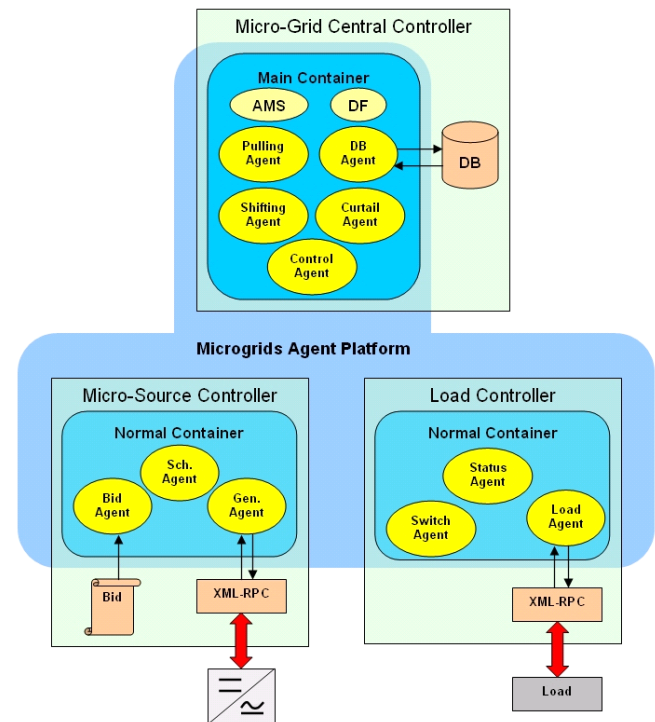 Micro-Grid Central Controller
Main Container
AMS
DF
Pulling
Agent
DB
Agent
DB
Shifting
Agent
Curtail
Agent
Control
Agent
Microgrids Agent Platform
Micro-Source Controller
Normal Container
Sch.
Agent
Bid
Agent
Gen.
Agent
Bid
XML-RPC
Load Controller
Normal Container
Status
Agent
Switch
Agent
Load
Agent
XML-RPC
Load